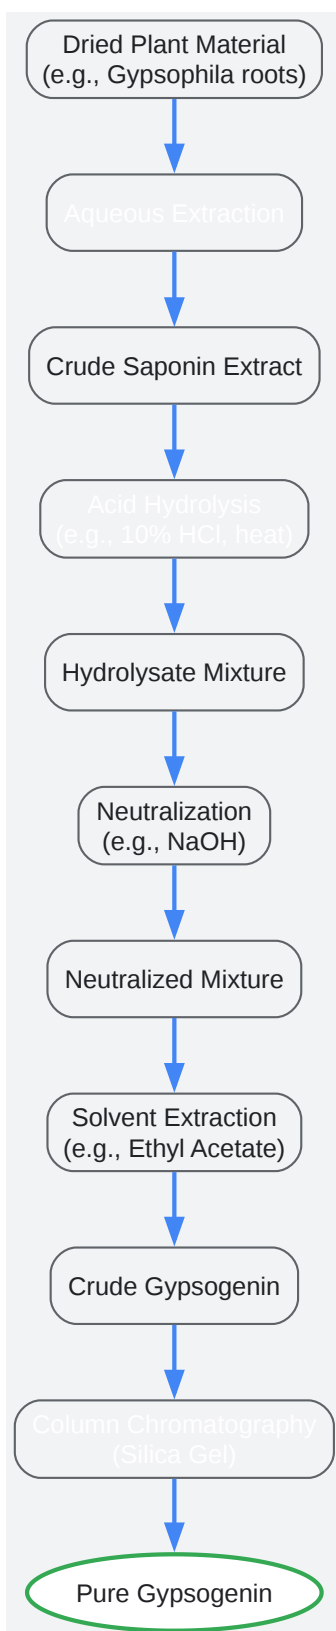 Dried Plant Material
(e.g., Gypsophila roots)
Aqueous Extraction
Crude Saponin Extract
Acid Hydrolysis
(e.g., 10% HCl, heat)
Hydrolysate Mixture
Neutralization
(e.g., NaOH)
Neutralized Mixture
Solvent Extraction
(e.g., Ethyl Acetate)
Crude Gypsogenin
Column Chromatography
(Silica Gel)
Pure Gypsogenin